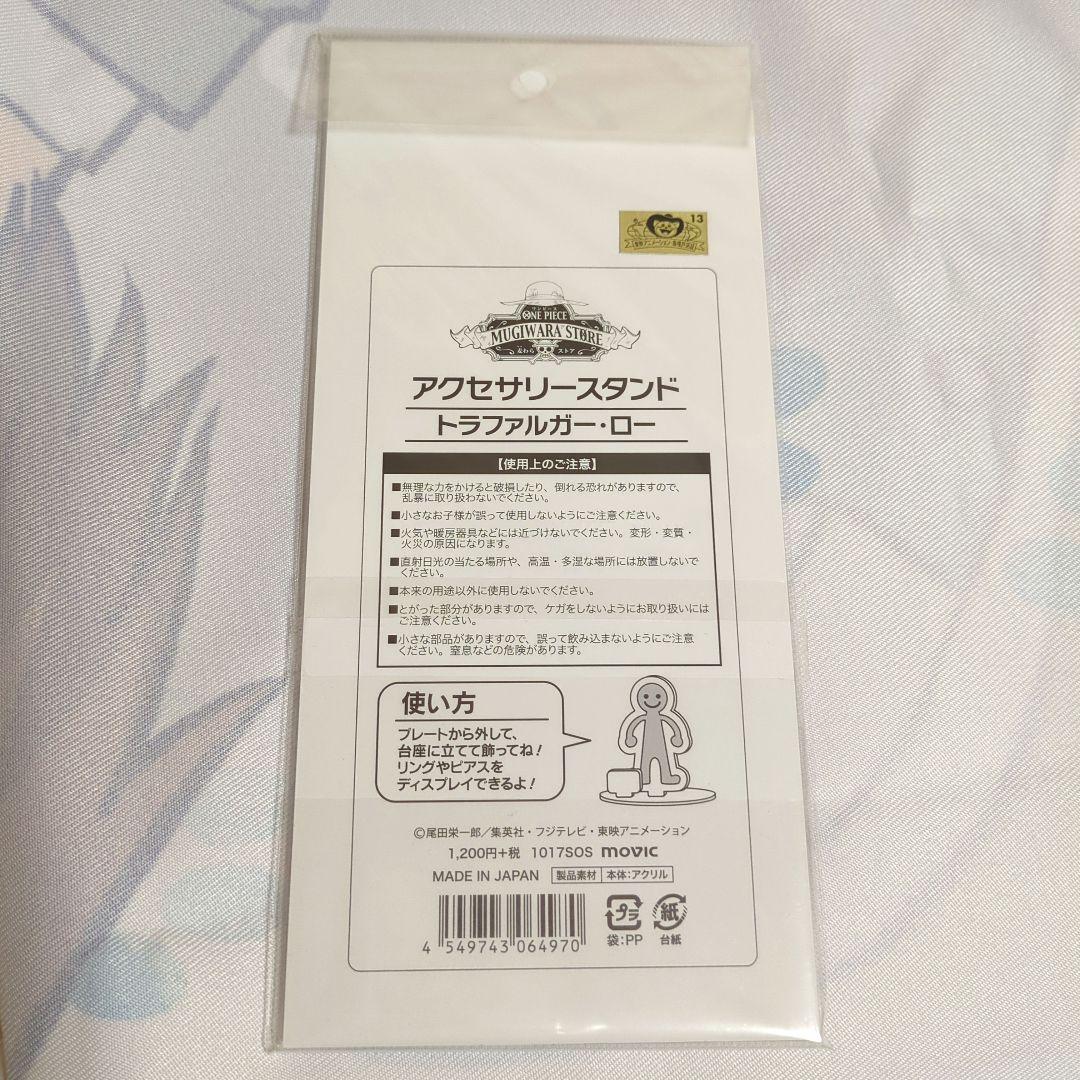 13
東映アニメーション
ワンピース
ONE PIECE
MUGIWARA STORE
麦わら ストア
アクセサリースタンド
トラファルガー・ロー
【使用上のご注意】
■無理な力をかけると破損したり、倒れる恐れがありますので、
乱暴に取り扱わないでください。
■小さなお子様が誤って使用しないようにご注意ください。
■火気や暖房器具などには近づけないでください。変形・変質・
火災の原因になります。
■直射日光の当たる場所や、高温・多湿な場所には放置しないで
ください。
■本来の用途以外に使用しないでください。
■とがった部分がありますので、ケガをしないようにお取り扱いには
ご注意ください。
■小さな部品がありますので、誤って飲み込まないようにご注意
ください。窒息などの危険があります。
使い方
プレートから外して、
台座に立てて飾ってね!
リングやピアスを
ディスプレイできるよ!
©尾田栄一郎/集英社・フジテレビ・東映アニメーション
1,200円+税 1017SOS movic
MADE IN JAPAN 製品素材 本体:アクリル
4 549743 064970
プラ 紙
袋:PP 台紙